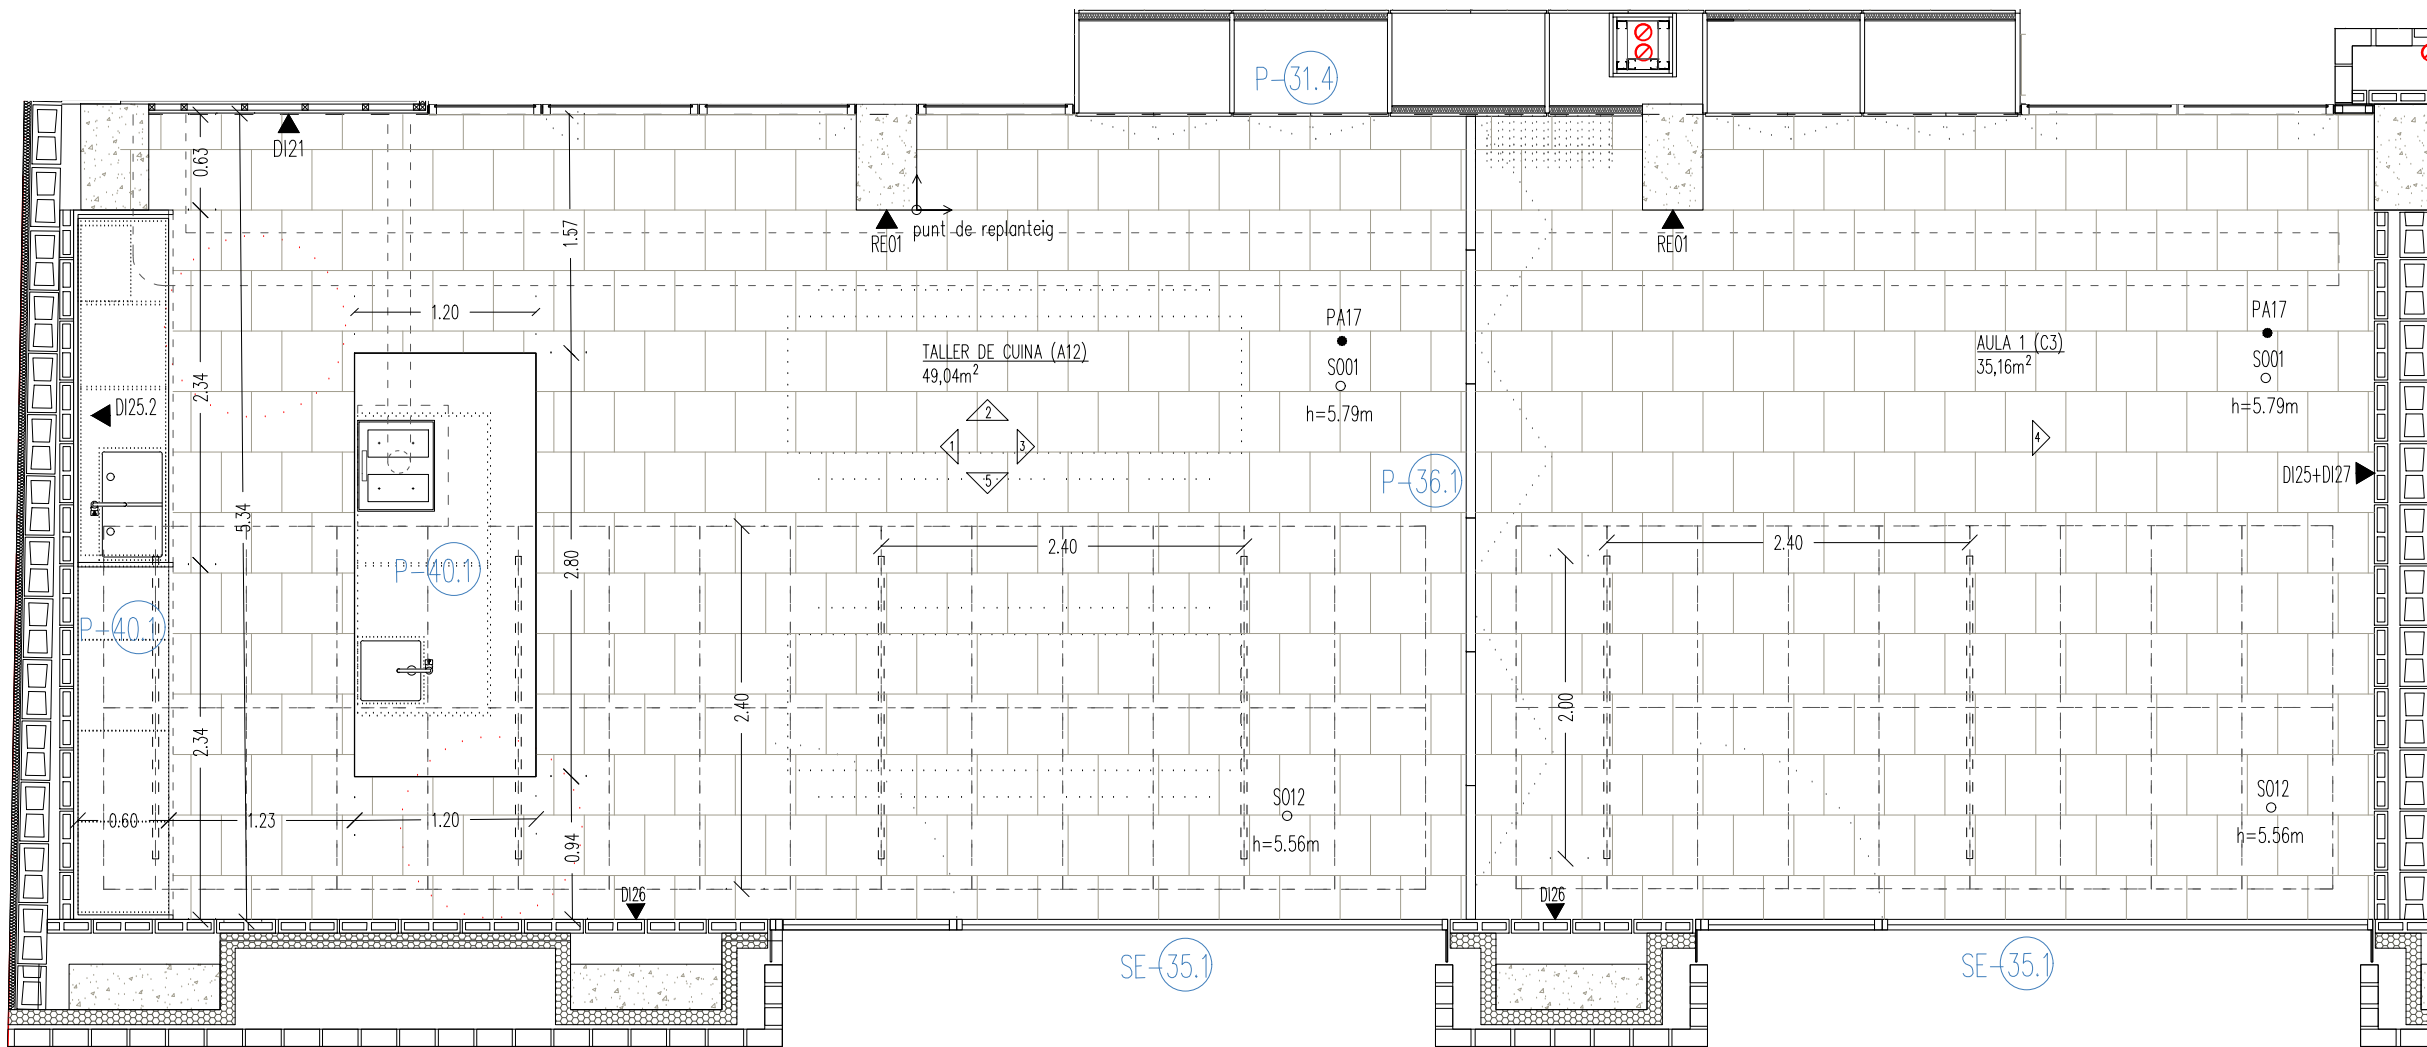 P-31.4
DI21
0.63
1.57
RE01
punt de replanteig
RE01
1.20
PA17
S001
h=5.79m
TALLER DE CUINA (A12)
49,04m²
AULA 1 (C3)
35,16m²
PA17
S001
h=5.79m
2.34
DI25.2
2
1
3
5
4
P-36.1
DI25+DI27
5.34
2.80
2.40
2.40
P-40.1
P-40.1
2.34
2.40
2.00
S012
h=5.56m
S012
h=5.56m
0.60
1.23
1.20
0.94
DI26
DI26
SE-35.1
SE-35.1